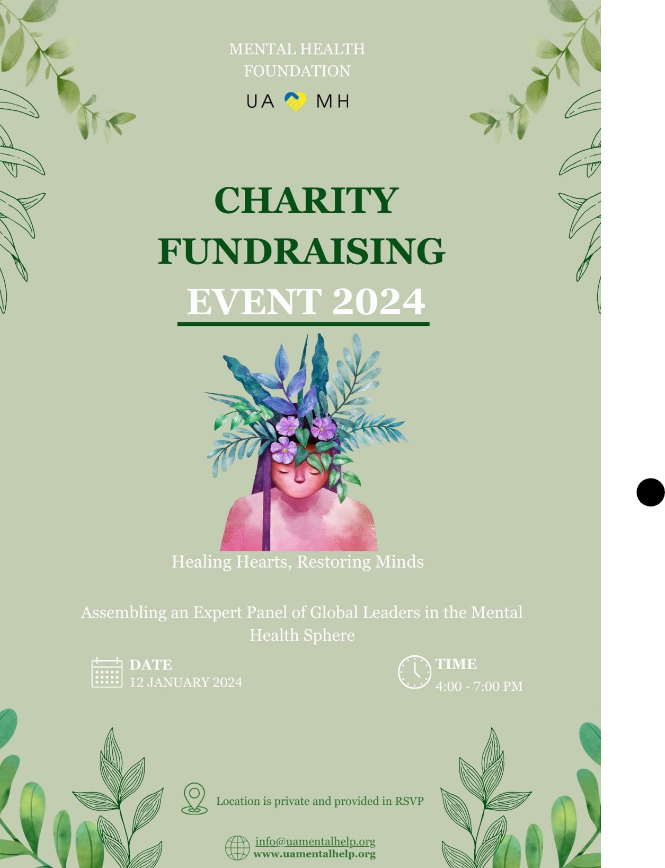 MENTAL HEALTH
FOUNDATION
UA MH
CHARITY
FUNDRAISING
EVENT 2024
Healing Hearts, Restoring Minds
Assembling an Expert Panel of Global Leaders in the Mental
Health Sphere
DATE
12 JANUARY 2024
TIME
4:00 - 7:00 PM
Location is private and provided in RSVP
info@uamentalhelp.org
www.uamentalhelp.org